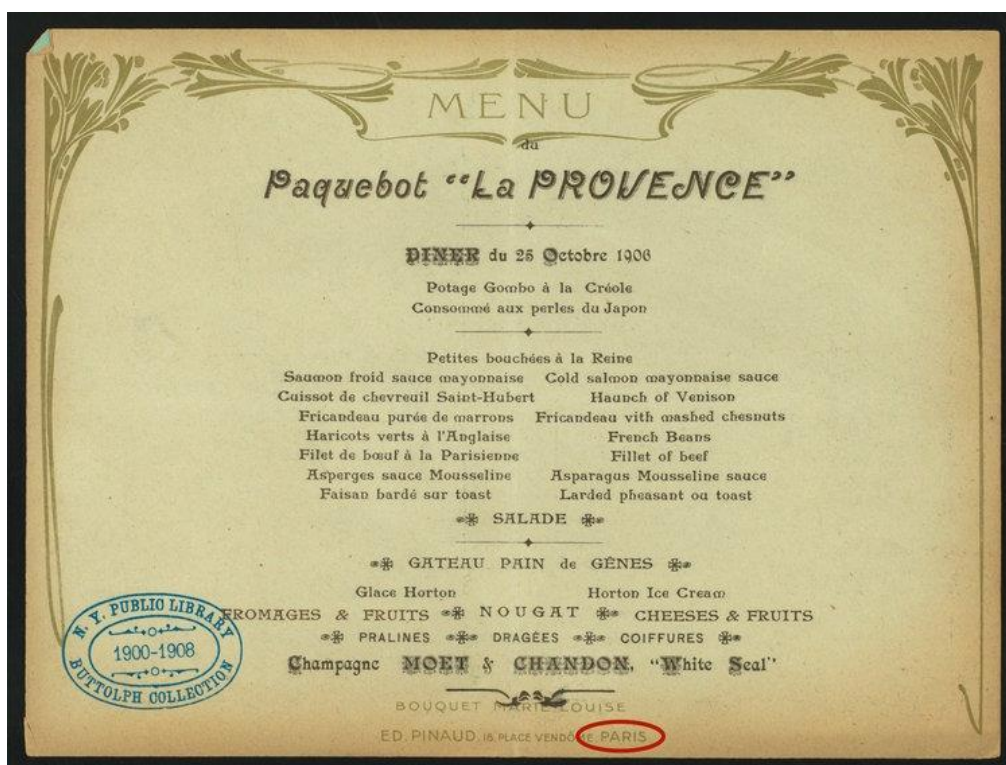 MENU
du
Paquebot "La PROVENCE"
DINER du 25 Octobre 1906
Potage Gombo à la Créole
Consommé aux perles du Japon
Petites bouchées à la Reine
Saumon froid sauce mayonnaise Cold salmon mayonnaise sauce
Cuissot de chevreuil Saint-Hubert Haunch of Venison
Fricandeau purée de marrons Fricandeau vith mashed chesnuts
Haricots verts à l'Anglaise French Beans
Filet de bœuf à la Parisienne Fillet of beef
Asperges sauce Mousseline Asparagus Mousseline sauce
Faisan bardé sur toast Larded pheasant ou toast
SALADE
GATEAU PAIN de GÊNES
Glace Horton Horton Ice Cream
FROMAGES & FRUITS NOUGAT CHEESES & FRUITS
PRALINES DRAGÉES COIFFURES
Champagne MOET & CHANDON, "White Seal"
BOUQUET MARIE-LOUISE
ED. PINAUD. 18. PLACE VENDÔME. PARIS
N. Y. PUBLIC LIBRARY
1900-1908
BUTTOLPH COLLECTION